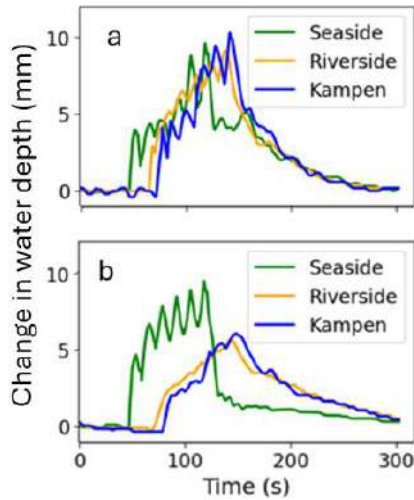 a
Seaside
Riverside
Kampen
10
5
0
b
Seaside
Riverside
Kampen
10
5
0
0 100 200 300
Time (s)
Change in water depth (mm)